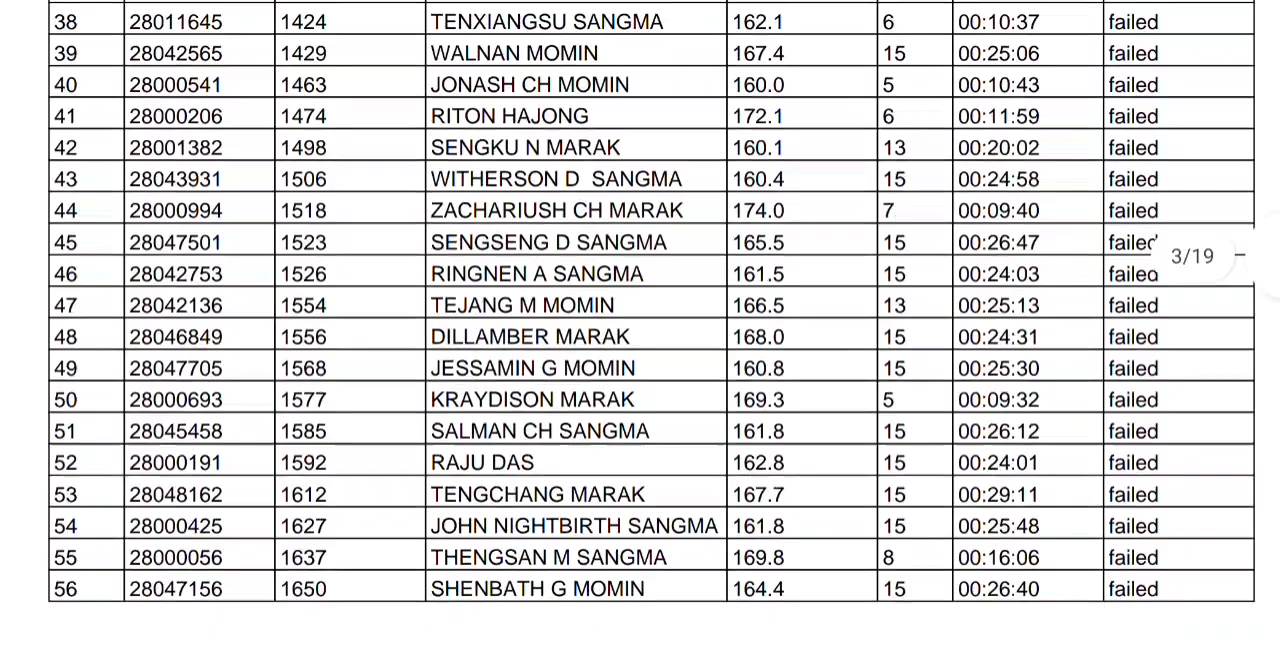 38 28011645 1424 TENXIANGSU SANGMA 162.1 6 00:10:37 failed
39 28042565 1429 WALNAN MOMIN 167.4 15 00:25:06 failed
40 28000541 1463 JONASH CH MOMIN 160.0 5 00:10:43 failed
41 28000206 1474 RITON HAJONG 172.1 6 00:11:59 failed
42 28001382 1498 SENGKU N MARAK 160.1 13 00:20:02 failed
43 28043931 1506 WITHERSON D SANGMA 160.4 15 00:24:58 failed
44 28000994 1518 ZACHARIUSH CH MARAK 174.0 7 00:09:40 failed
45 28047501 1523 SENGSENG D SANGMA 165.5 15 00:26:47 failed
3/19
46 28042753 1526 RINGNEN A SANGMA 161.5 15 00:24:03 failed
47 28042136 1554 TEJANG M MOMIN 166.5 13 00:25:13 failed
48 28046849 1556 DILLAMBER MARAK 168.0 15 00:24:31 failed
49 28047705 1568 JESSAMIN G MOMIN 160.8 15 00:25:30 failed
50 28000693 1577 KRAYDISON MARAK 169.3 5 00:09:32 failed
51 28045458 1585 SALMAN CH SANGMA 161.8 15 00:26:12 failed
52 28000191 1592 RAJU DAS 162.8 15 00:24:01 failed
53 28048162 1612 TENGCHANG MARAK 167.7 15 00:29:11 failed
54 28000425 1627 JOHN NIGHTBIRTH SANGMA 161.8 15 00:25:48 failed
55 28000056 1637 THENGSAN M SANGMA 169.8 8 00:16:06 failed
56 28047156 1650 SHENBATH G MOMIN 164.4 15 00:26:40 failed